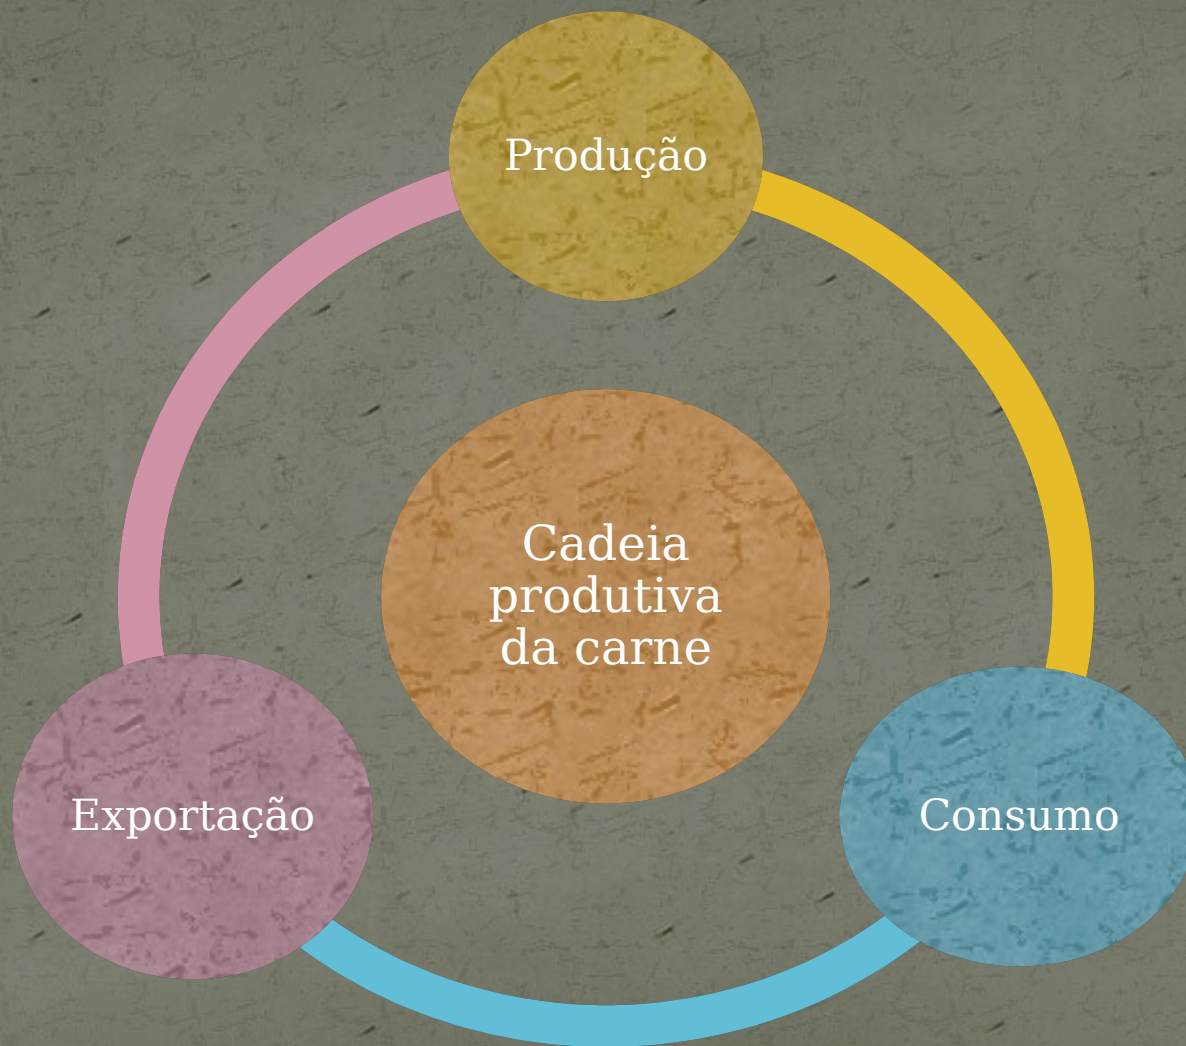 Produção
Cadeia
produtiva
da carne
Exportação
Consumo